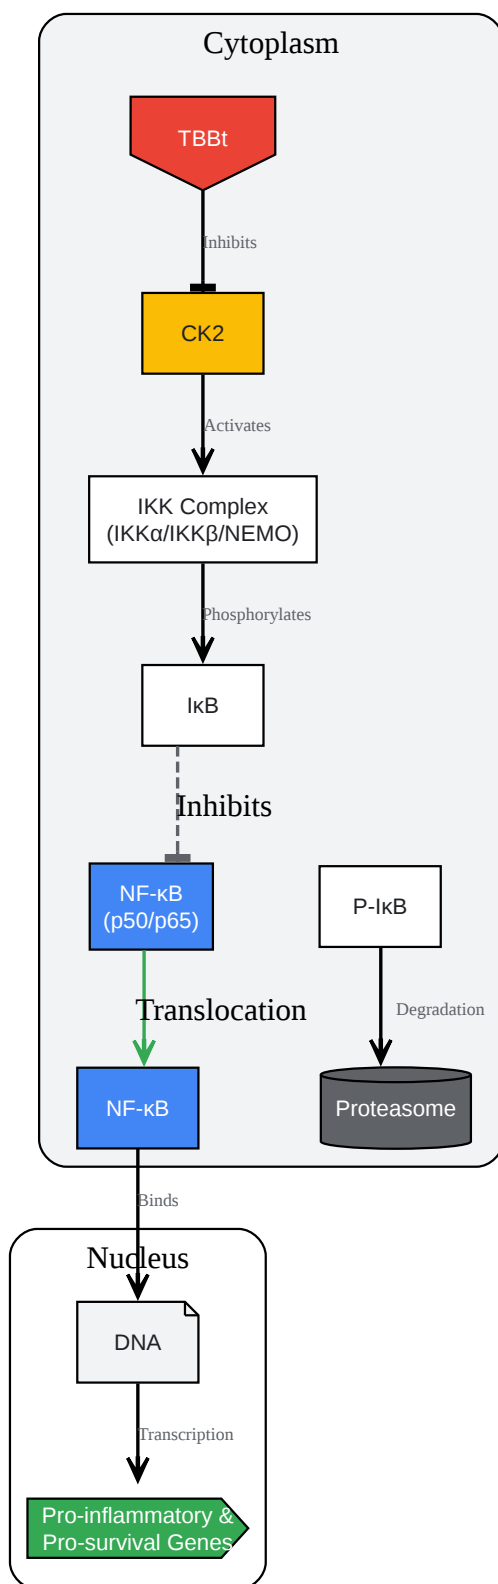 Cytoplasm
TBBt
Inhibits
CK2
Activates
IKK Complex
(IKKα/IKKβ/NEMO)
Phosphorylates
IκB
Inhibits
NF-κB
(p50/p65)
P-IκB
Translocation
Degradation
NF-κB
Proteasome
Binds
Nucleus
DNA
Transcription
Pro-inflammatory &
Pro-survival Genes